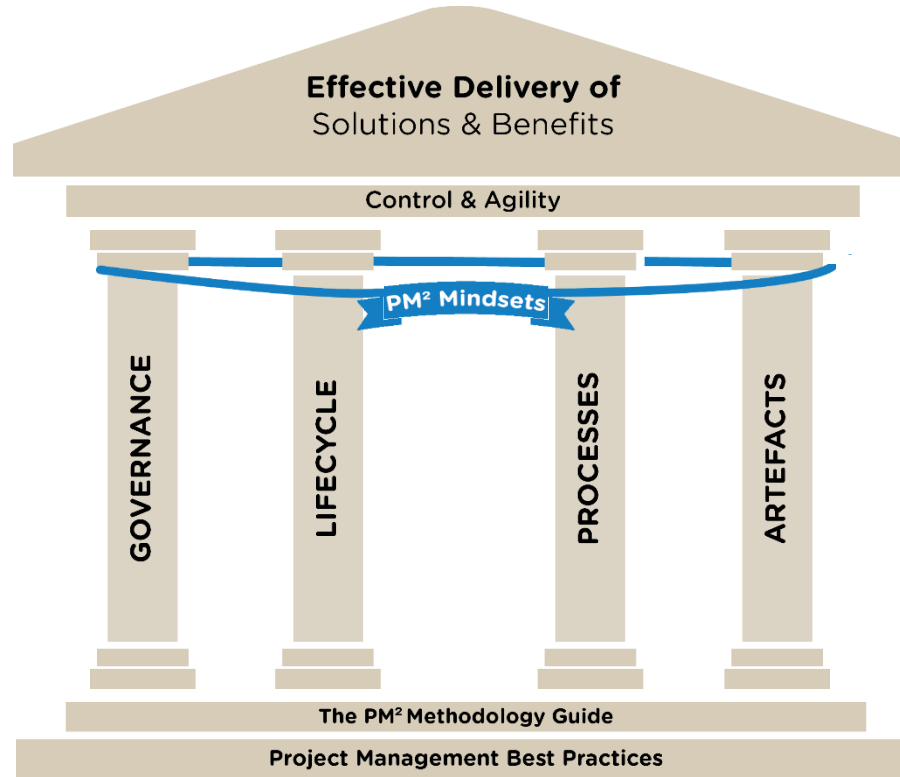 Effective Delivery of
Solutions & Benefits
Control & Agility
PM² Mindsets
GOVERNANCE
LIFECYCLE
PROCESSES
ARTEFACTS
The PM² Methodology Guide
Project Management Best Practices